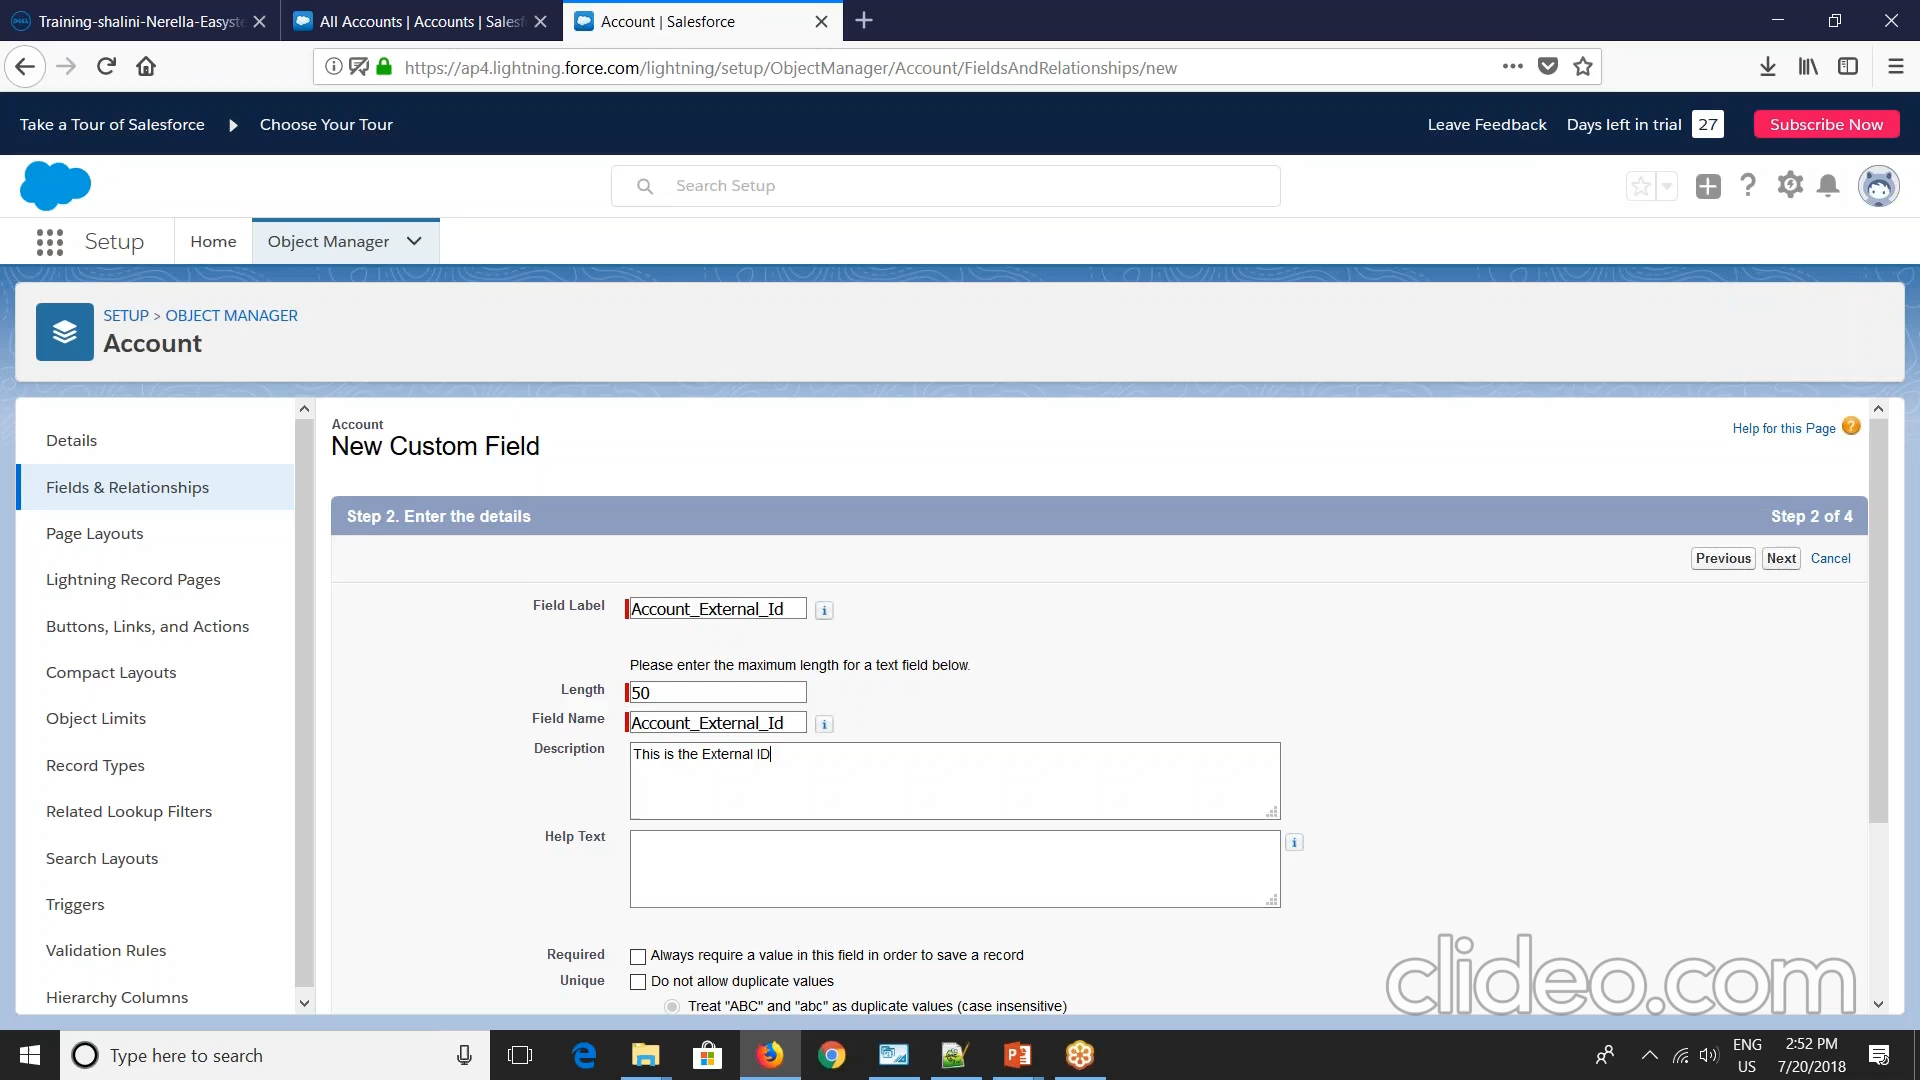 Training-shalini-Nerella-Easyste
All Accounts | Accounts | Salesf
Account | Salesforce
https://ap4.lightning.force.com/lightning/setup/ObjectManager/Account/FieldsAndRelationships/new
Take a Tour of Salesforce
Choose Your Tour
Leave Feedback
Days left in trial
27
Subscribe Now
Search Setup
Setup
Home
Object Manager
SETUP > OBJECT MANAGER
Account
Details
Fields & Relationships
Page Layouts
Lightning Record Pages
Buttons, Links, and Actions
Compact Layouts
Object Limits
Record Types
Related Lookup Filters
Search Layouts
Triggers
Validation Rules
Hierarchy Columns
Account
New Custom Field
Help for this Page
Step 2. Enter the details
Step 2 of 4
Previous
Next
Cancel
Field Label
Account_External_Id
Please enter the maximum length for a text field below.
Length
50
Field Name
Account_External_Id
Description
This is the External ID
Help Text
Required
Always require a value in this field in order to save a record
Unique
Do not allow duplicate values
Treat "ABC" and "abc" as duplicate values (case insensitive)
clideo.com
Type here to search
ENG
US
2:52 PM
7/20/2018